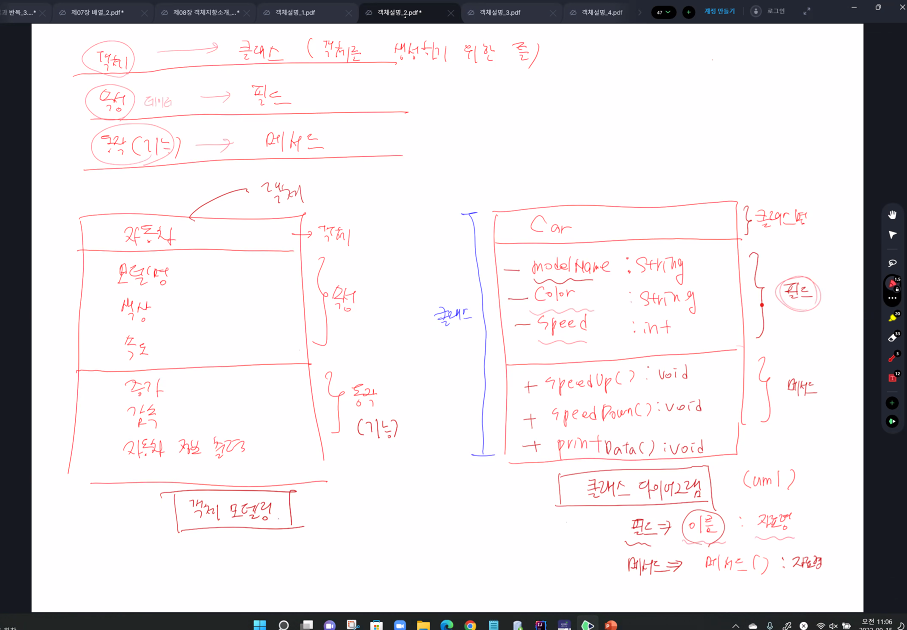 제07장 배열_2.pdf*
제08장 객체지향소개_...*
객체설명_1.pdf
객체설명_2.pdf*
객체설명_3.pdf
객체설명_4.pdf
47
계정 만들기
로그인
객체 → 클래스 (객체를 생성하기 위한 틀)
속성 → 필드
동작 (기능) → 메서드
객체
자동차 → 객체
모델명
색상
속도
속성
증가
감속
자동차 정보 출력
동작
(기능)
객체 모델링
클래스
Car
클래스명
- modelName : String
- Color : String
- Speed : int
필드
+ speedUp() : void
+ speedDown() : void
+ printData() : void
메서드
클래스 다이어그램
(uml)
필드 ⇒ 이름 : 자료형
메서드 ⇒ 메서드() : 자료형
오전 11:06